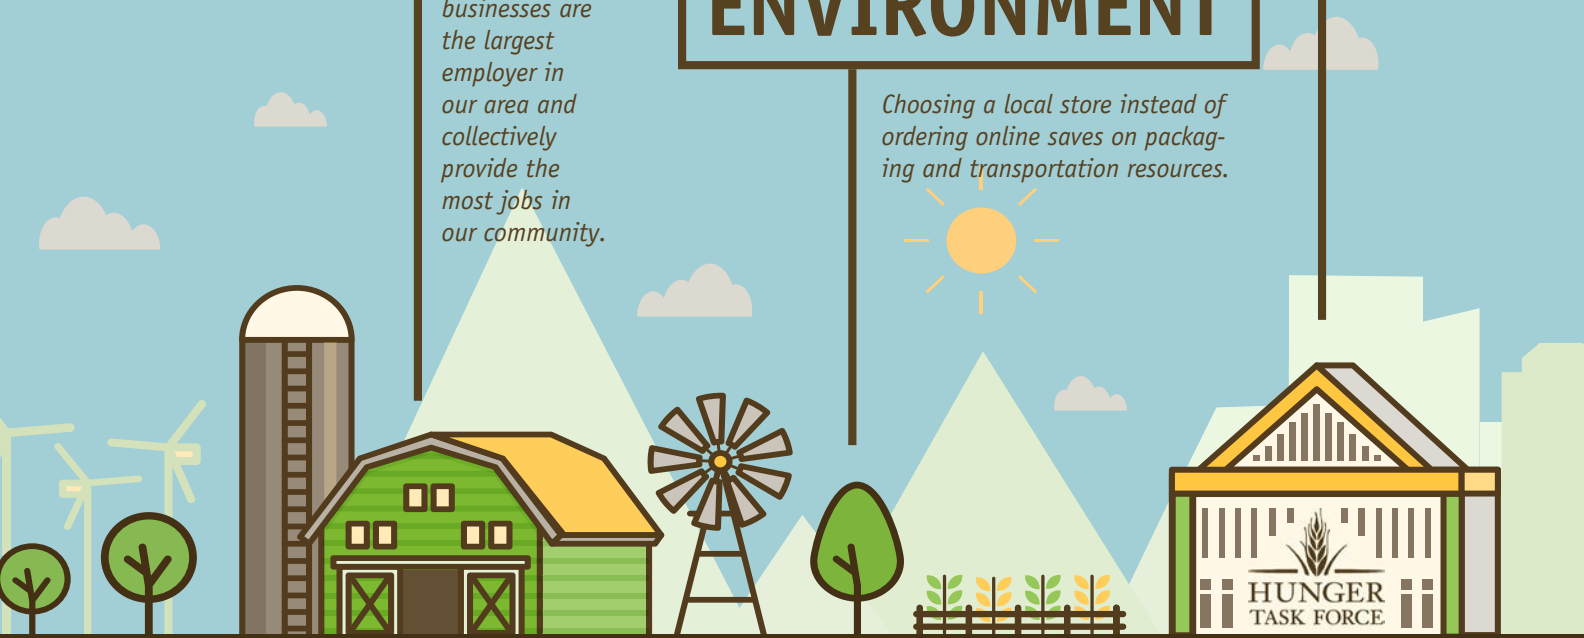 businesses are
the largest
employer in
our area and
collectively
provide the
most jobs in
our community.
ENVIRONMENT
Choosing a local store instead of
ordering online saves on packag-
ing and transportation resources.
HUNGER
TASK FORCE